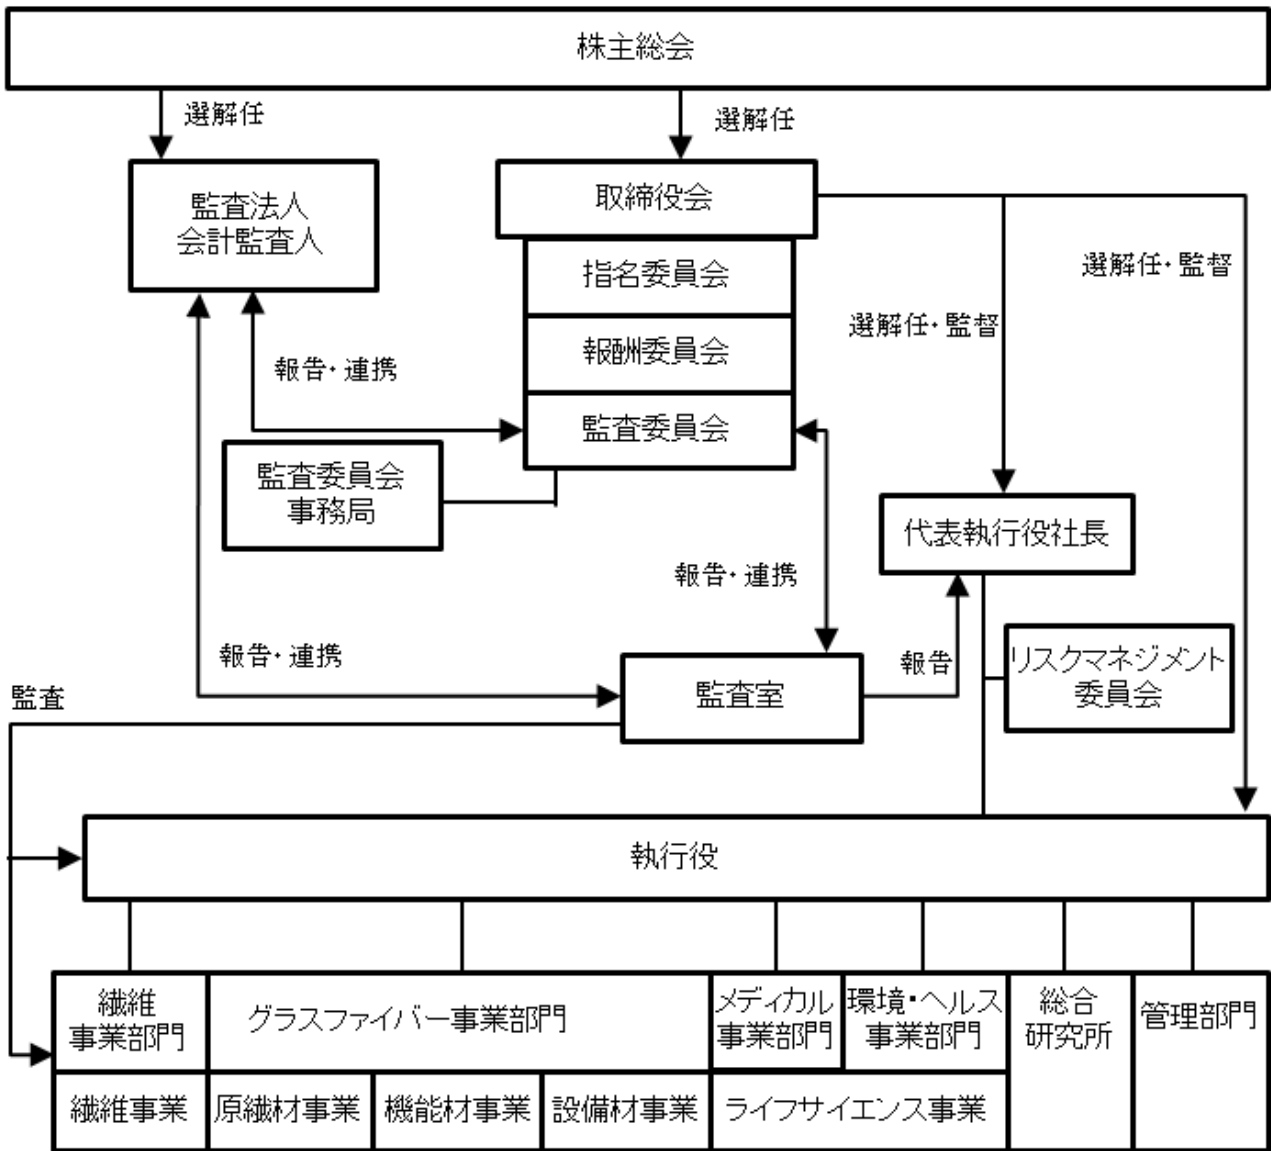 株主総会
選解任
選解任
監査法人
会計監査人
取締役会
指名委員会
報酬委員会
監査委員会
選解任・監督
選解任・監督
報告・連携
監査委員会
事務局
代表執行役社長
報告・連携
報告・連携
監査室
報告
リスクマネジメント
委員会
監査
執行役
繊維
事業部門
グラスファイバー事業部門
メディカル
事業部門
環境・ヘルス
事業部門
総合
研究所
管理部門
繊維事業
原繊材事業
機能材事業
設備材事業
ライフサイエンス事業